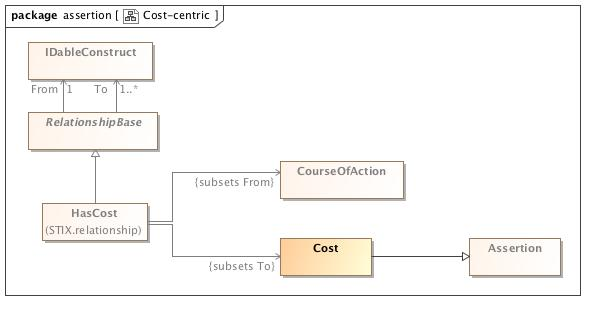 package assertion [ Cost-centric ]
IDableConstruct
From 1 To 1..*
RelationshipBase
CourseOfAction
{subsets From}
HasCost
(STIX.relationship)
Cost
Assertion
{subsets To}